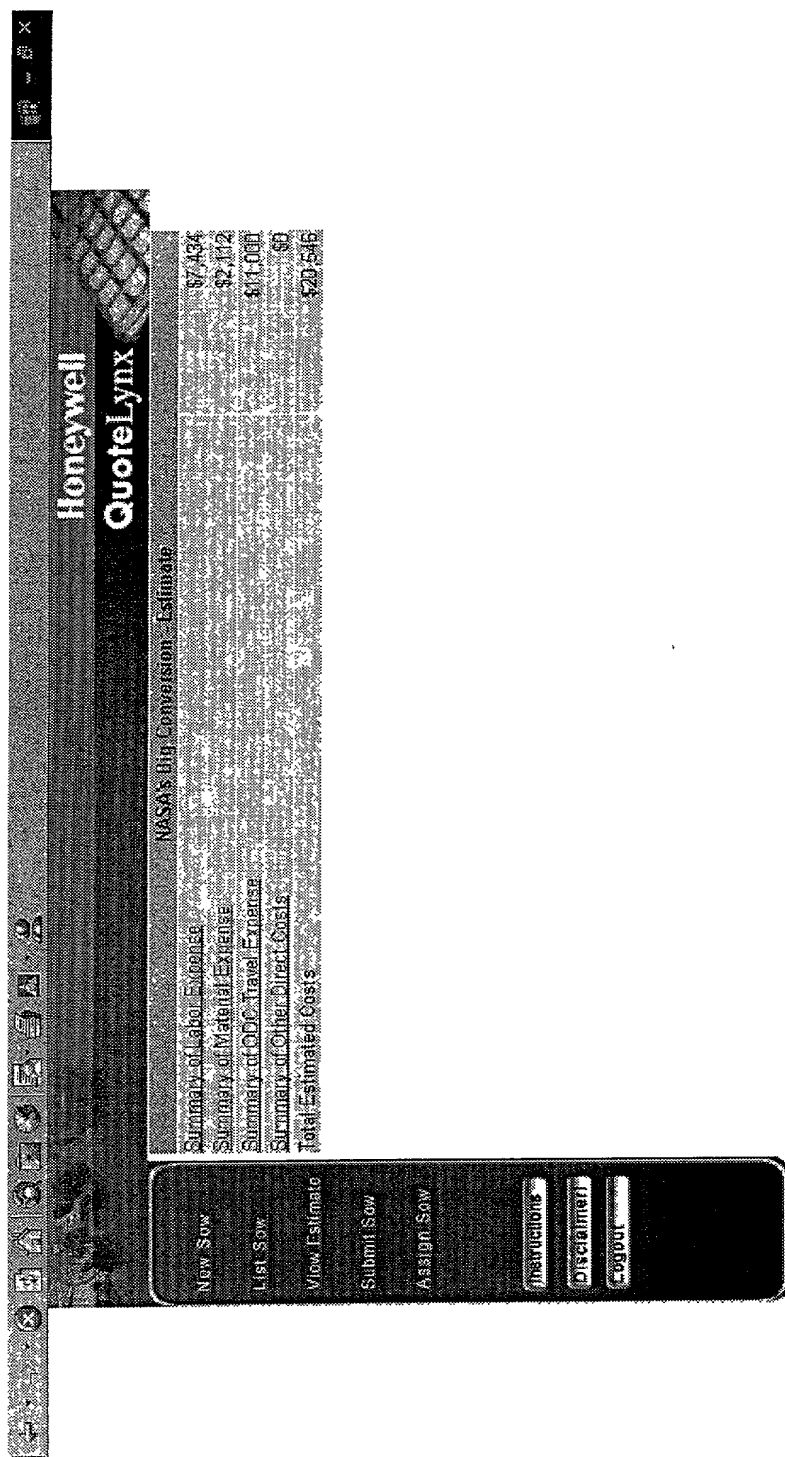 Honeywell
QuoteLynx
New Sow
List Sow
View Estimate
Submit Sow
Assign Sow
Instructions
Disclaimer
Logout
NASA's Big Conversion - Estimate
Summary of Labor Expense $7,434
Summary of Material Expense $2,112
Summary of ODC Travel Expense $11,000
Summary of Other Direct Costs $0
Total Estimated Costs $20,546